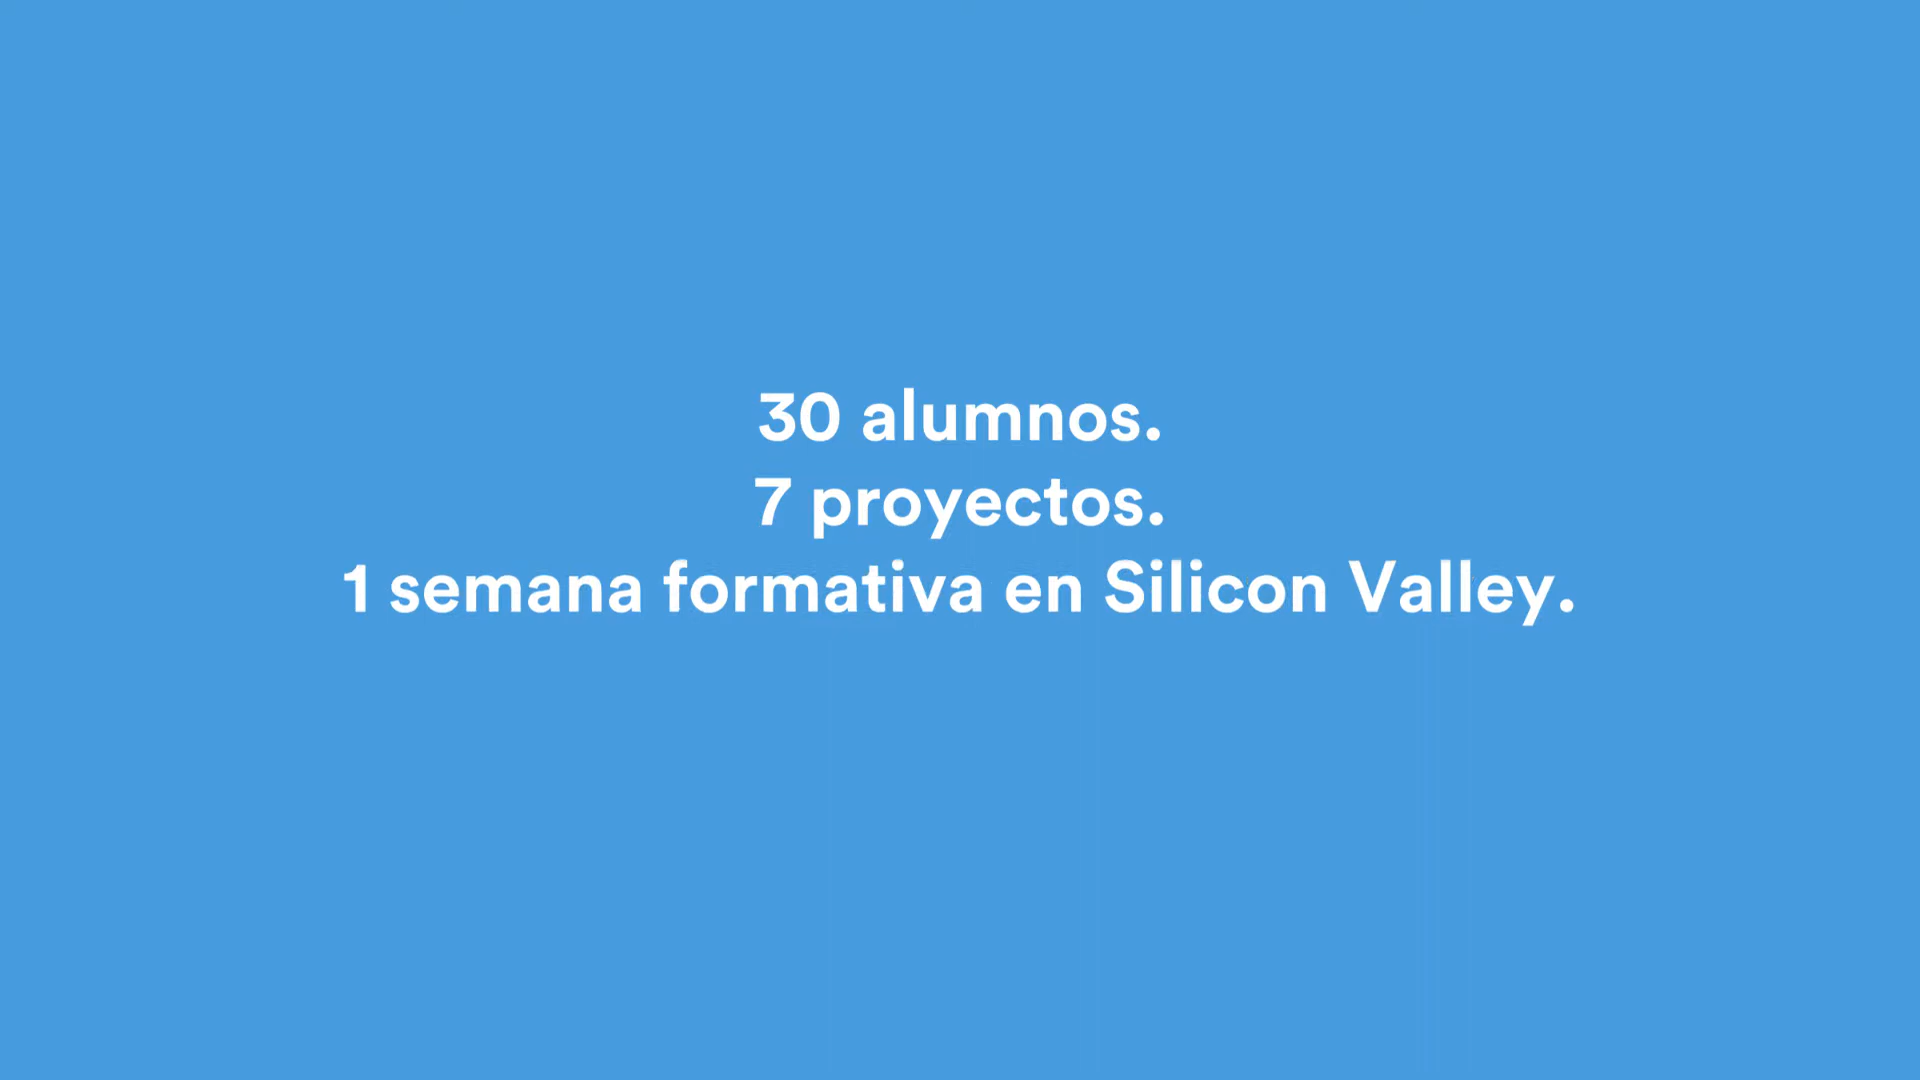 30 alumnos.
7 proyectos.
1 semana formativa en Silicon Valley.